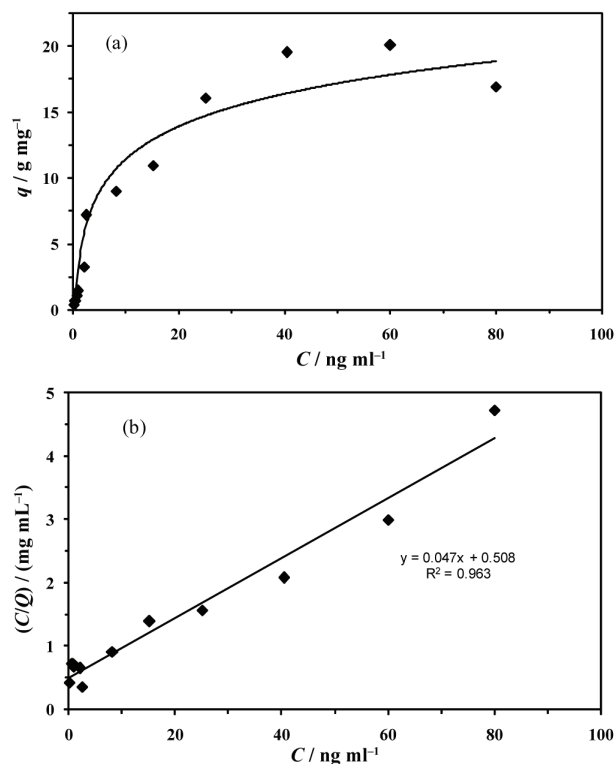 (a)
q / g mg⁻¹
20
15
10
5
0
0 20 40 60 80 100
C / ng ml⁻¹
(b)
(C/Q) / (mg mL⁻¹)
5
4
3
2
1
0
y = 0.047x + 0.508
R² = 0.963
0 20 40 60 80 100
C / ng ml⁻¹